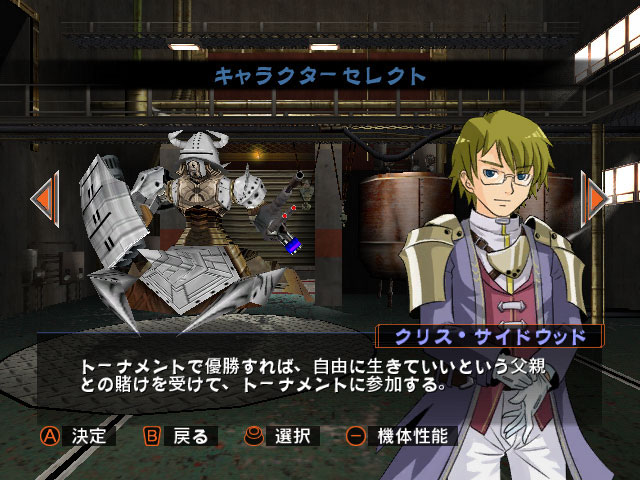 キャラクターセレクト
クリス・サイドウッド
トーナメントで優勝すれば、自由に生きていいという父親
との賭けを受けて、トーナメントに参加する。
A 決定 B 戻る 選択 − 機体性能